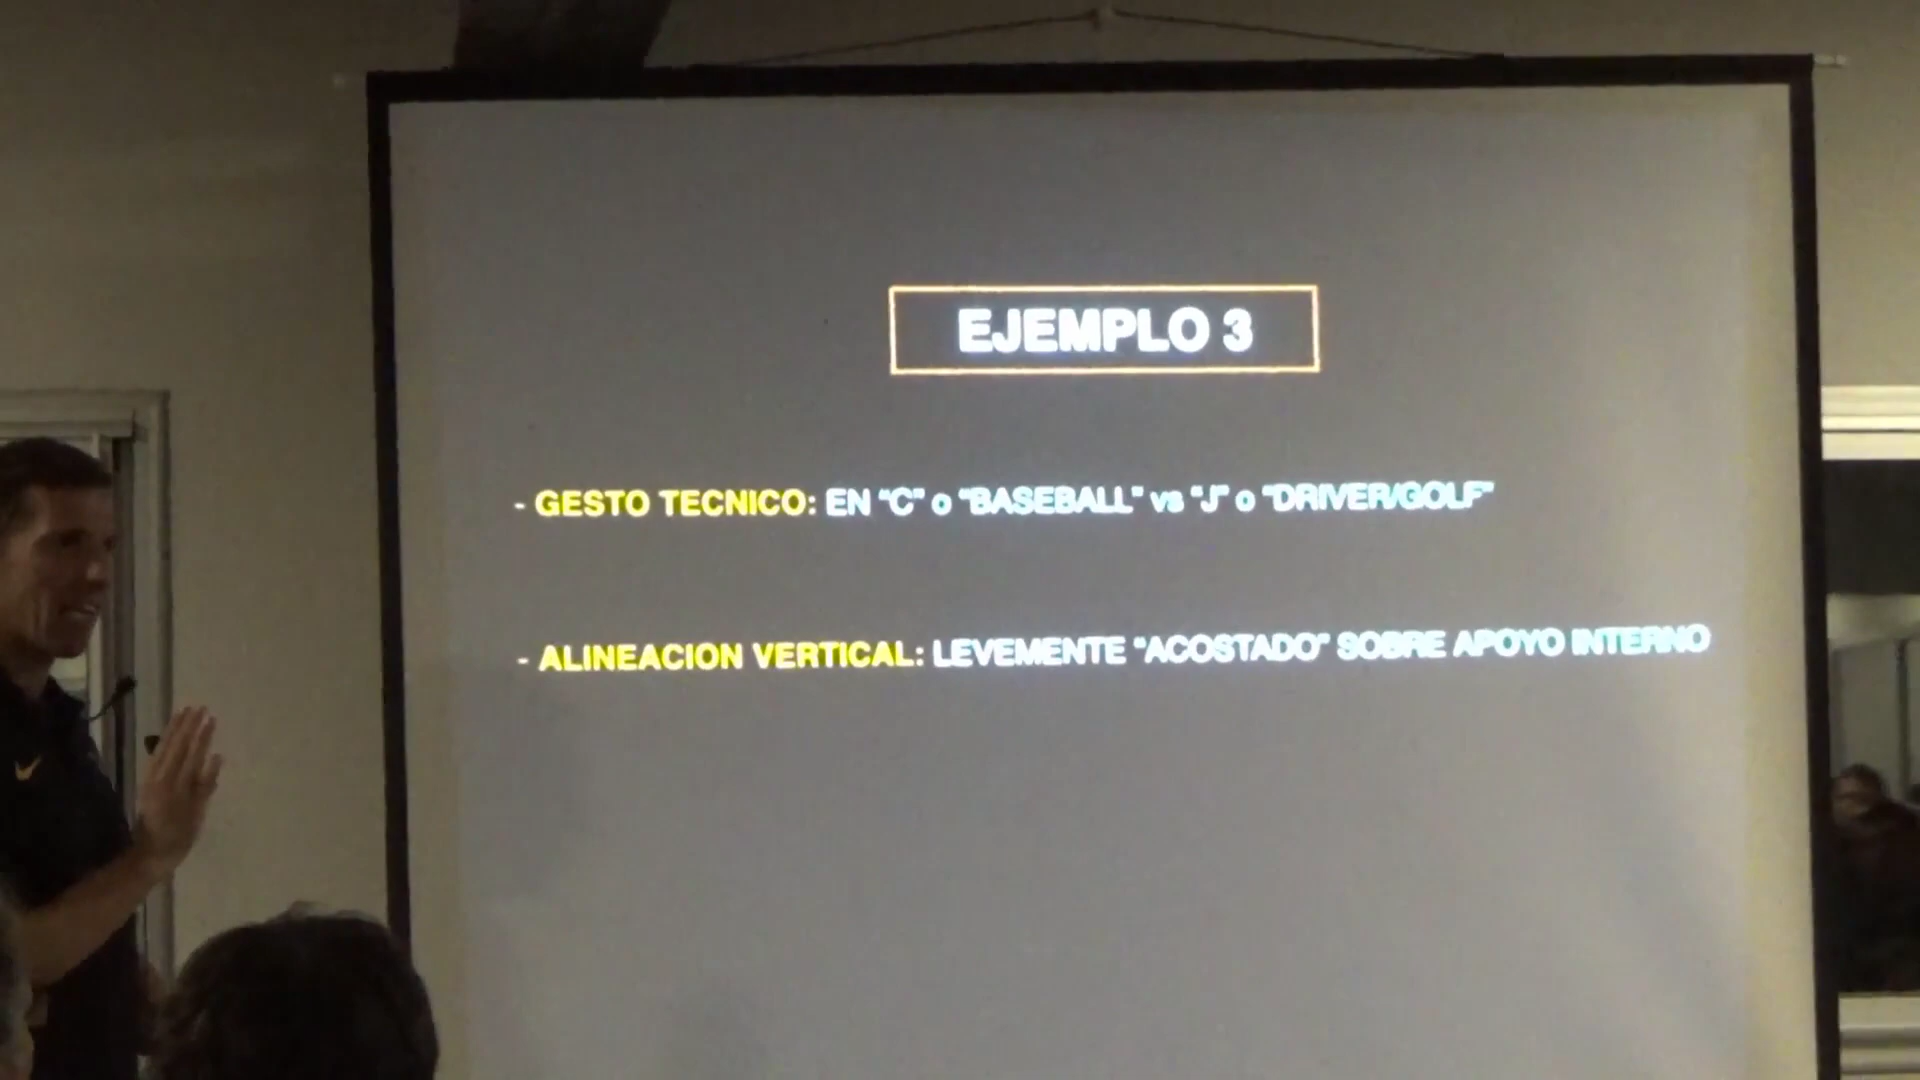 EJEMPLO 3
- GESTO TECNICO: EN “C” o “BASEBALL” vs “J” o “DRIVER/GOLF”
- ALINEACION VERTICAL: LEVEMENTE “ACOSTADO” SOBRE APOYO INTERNO